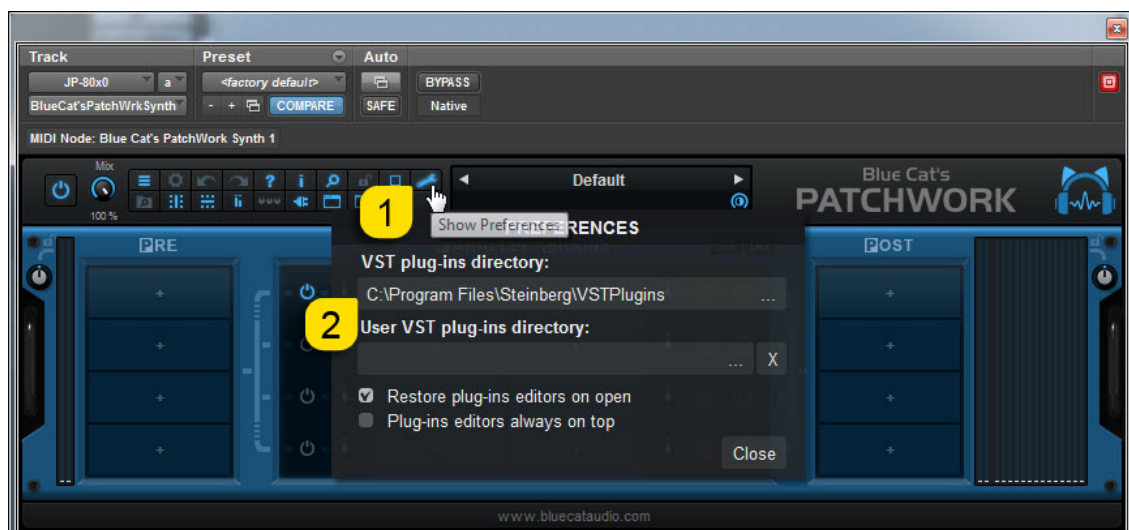 Track Preset Auto
JP-80x0 a <factory default> BYPASS
BlueCat'sPatchWrkSynth - + COMPARE SAFE Native
MIDI Node: Blue Cat's PatchWork Synth 1
Mix
100 %
? i
Default
Blue Cat's
PATCHWORK
1
Show Preferences
PREFERENCES
PRE
POST
VST plug-ins directory:
C:\Program Files\Steinberg\VSTPlugins ...
2
User VST plug-ins directory:
... X
Restore plug-ins editors on open
Plug-ins editors always on top
Close
www.bluecataudio.com